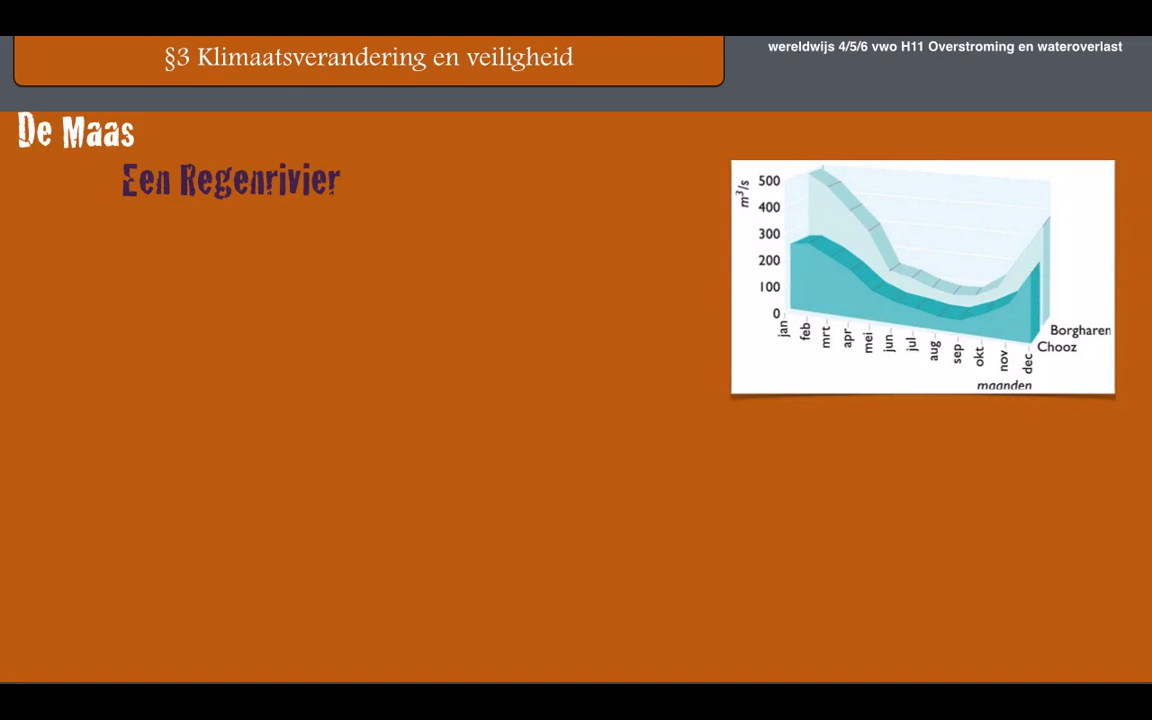 §3 Klimaatsverandering en veiligheid
wereldwijs 4/5/6 vwo H11 Overstroming en wateroverlast
De Maas
Een Regenrivier
m³/s
500
400
300
200
100
0
jan
feb
mrt
apr
mei
jun
jul
aug
sep
okt
nov
dec
Borgharen
Chooz
maanden